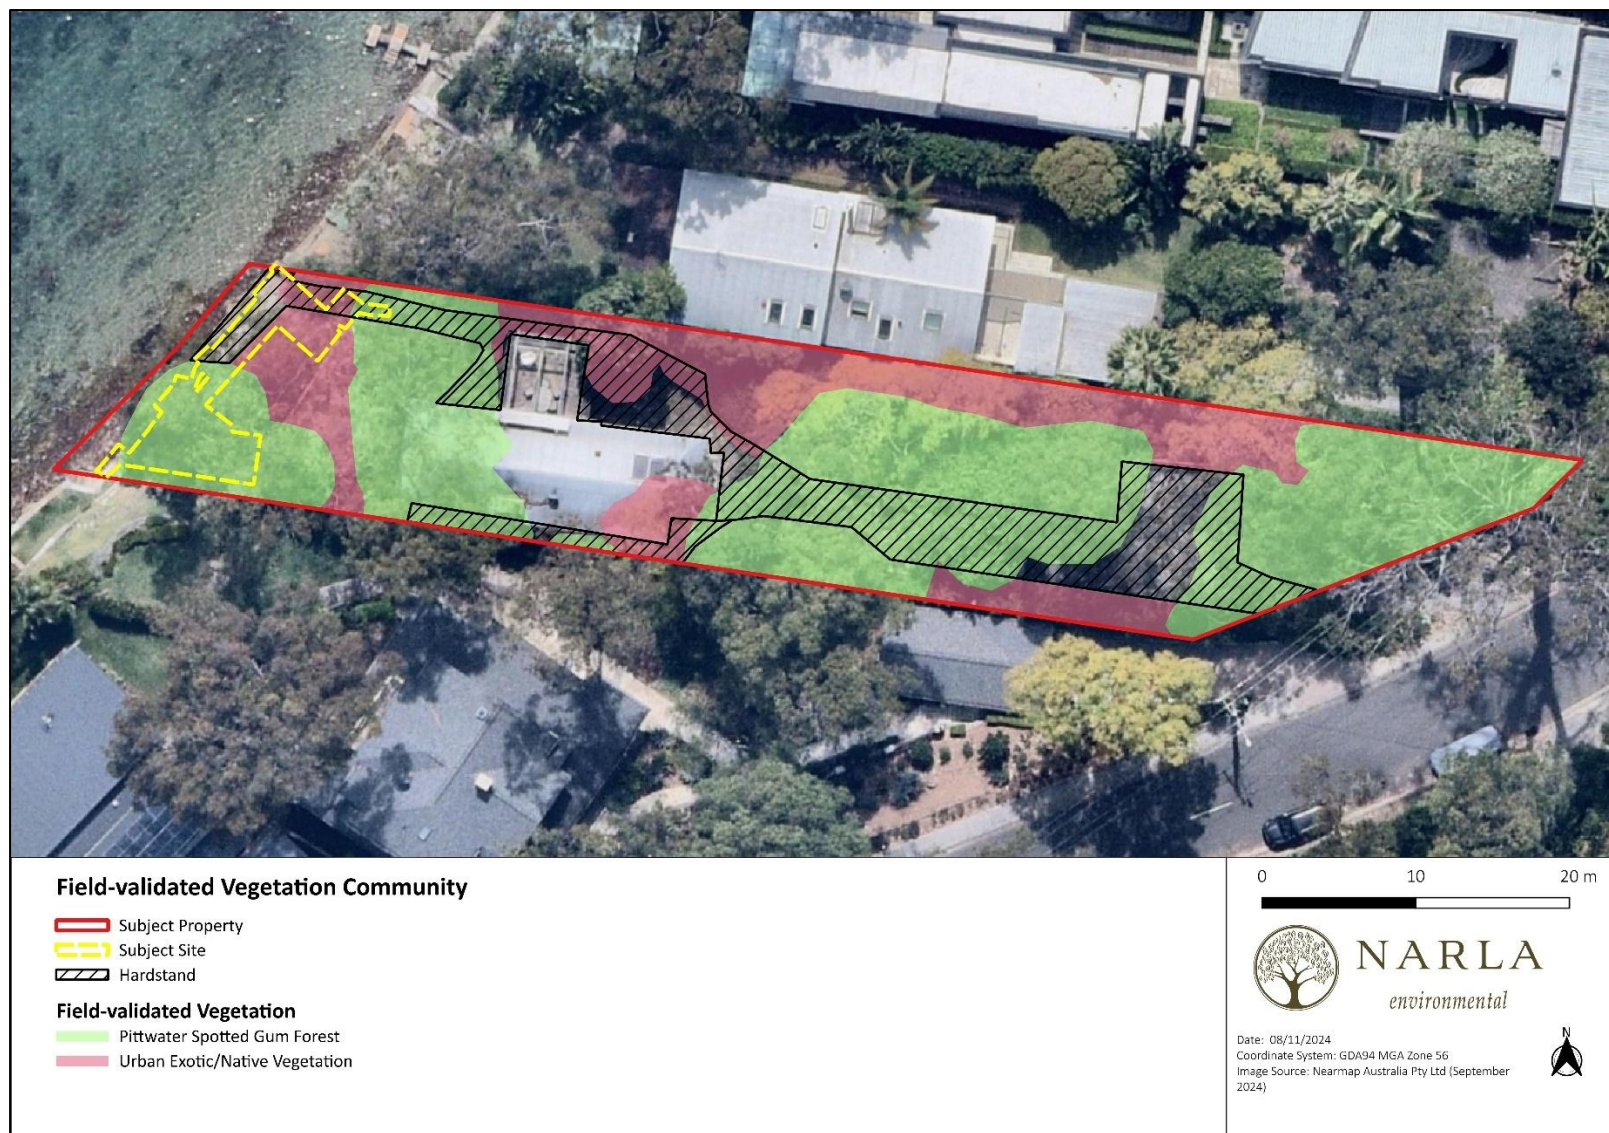 Field-validated Vegetation Community
Subject Property
Subject Site
Hardstand
Field-validated Vegetation
Pittwater Spotted Gum Forest
Urban Exotic/Native Vegetation
0 10 20 m
NARLA
environmental
Date: 08/11/2024
Coordinate System: GDA94 MGA Zone 56
Image Source: Nearmap Australia Pty Ltd (September
2024)
N